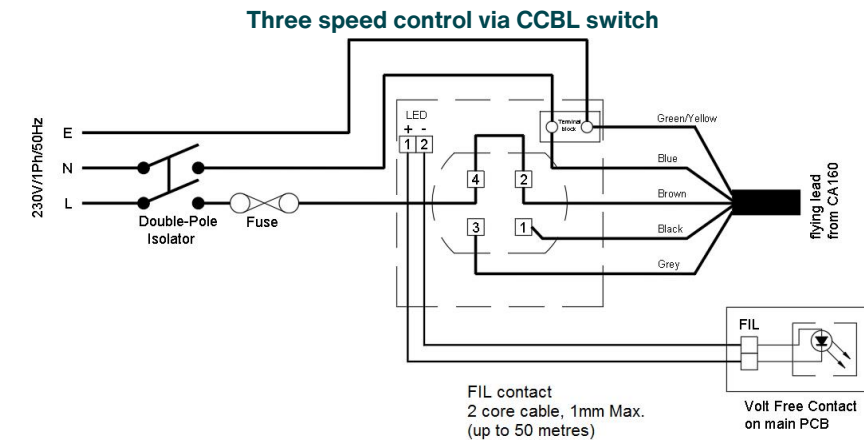 Three speed control via CCBL switch
230V/1Ph/50Hz
E
N
L
Double-Pole
Isolator
Fuse
LED
+ -
1 2
Terminal
block
4
2
3
1
Green/Yellow
Blue
Brown
Black
Grey
flying lead
from CA160
FIL
Volt Free Contact
on main PCB
FIL contact
2 core cable, 1mm Max.
(up to 50 metres)